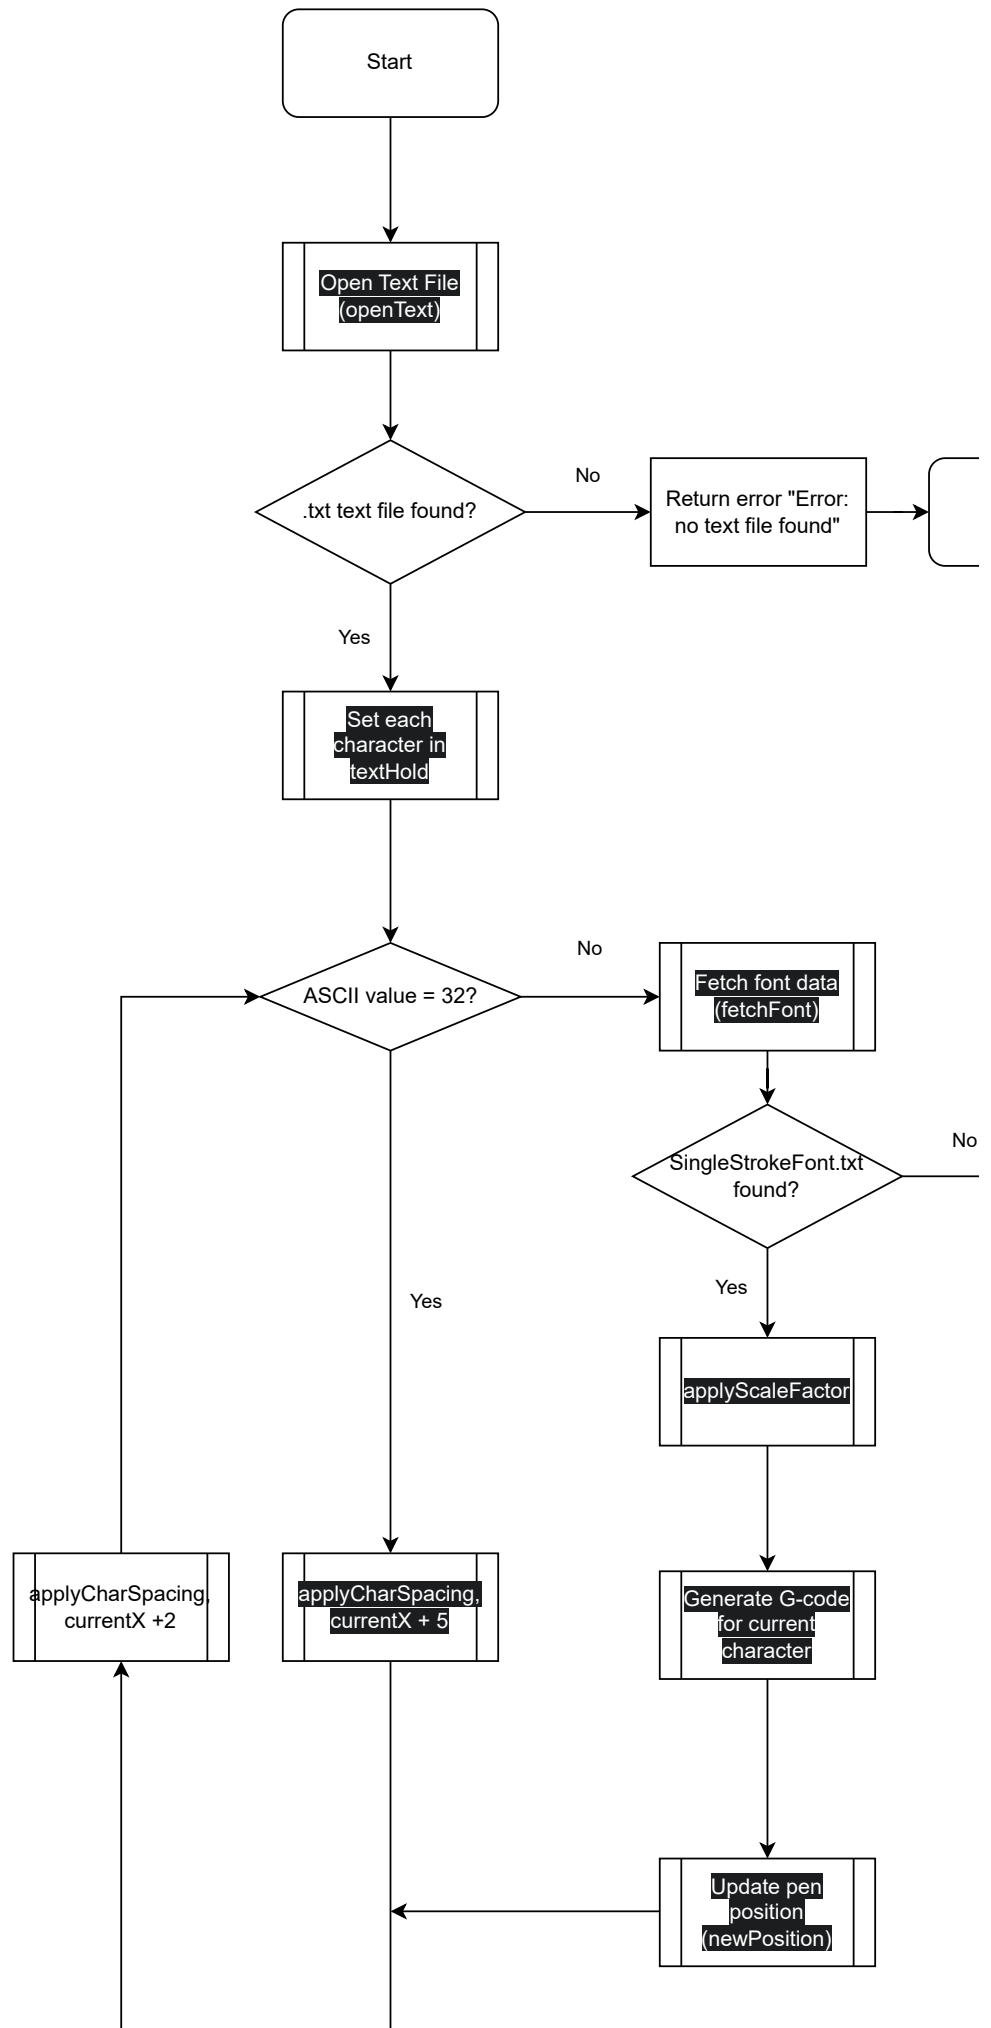 Start
Open Text File
(openText)
.txt text file found?
No
Return error "Error:
no text file found"
Yes
Set each
character in
textHold
ASCII value = 32?
No
Fetch font data
(fetchFont)
SingleStrokeFont.txt
found?
No
Yes
Yes
applyScaleFactor
applyCharSpacing,
currentX +2
applyCharSpacing,
currentX + 5
Generate G-code
for current
character
Update pen
position
(newPosition)